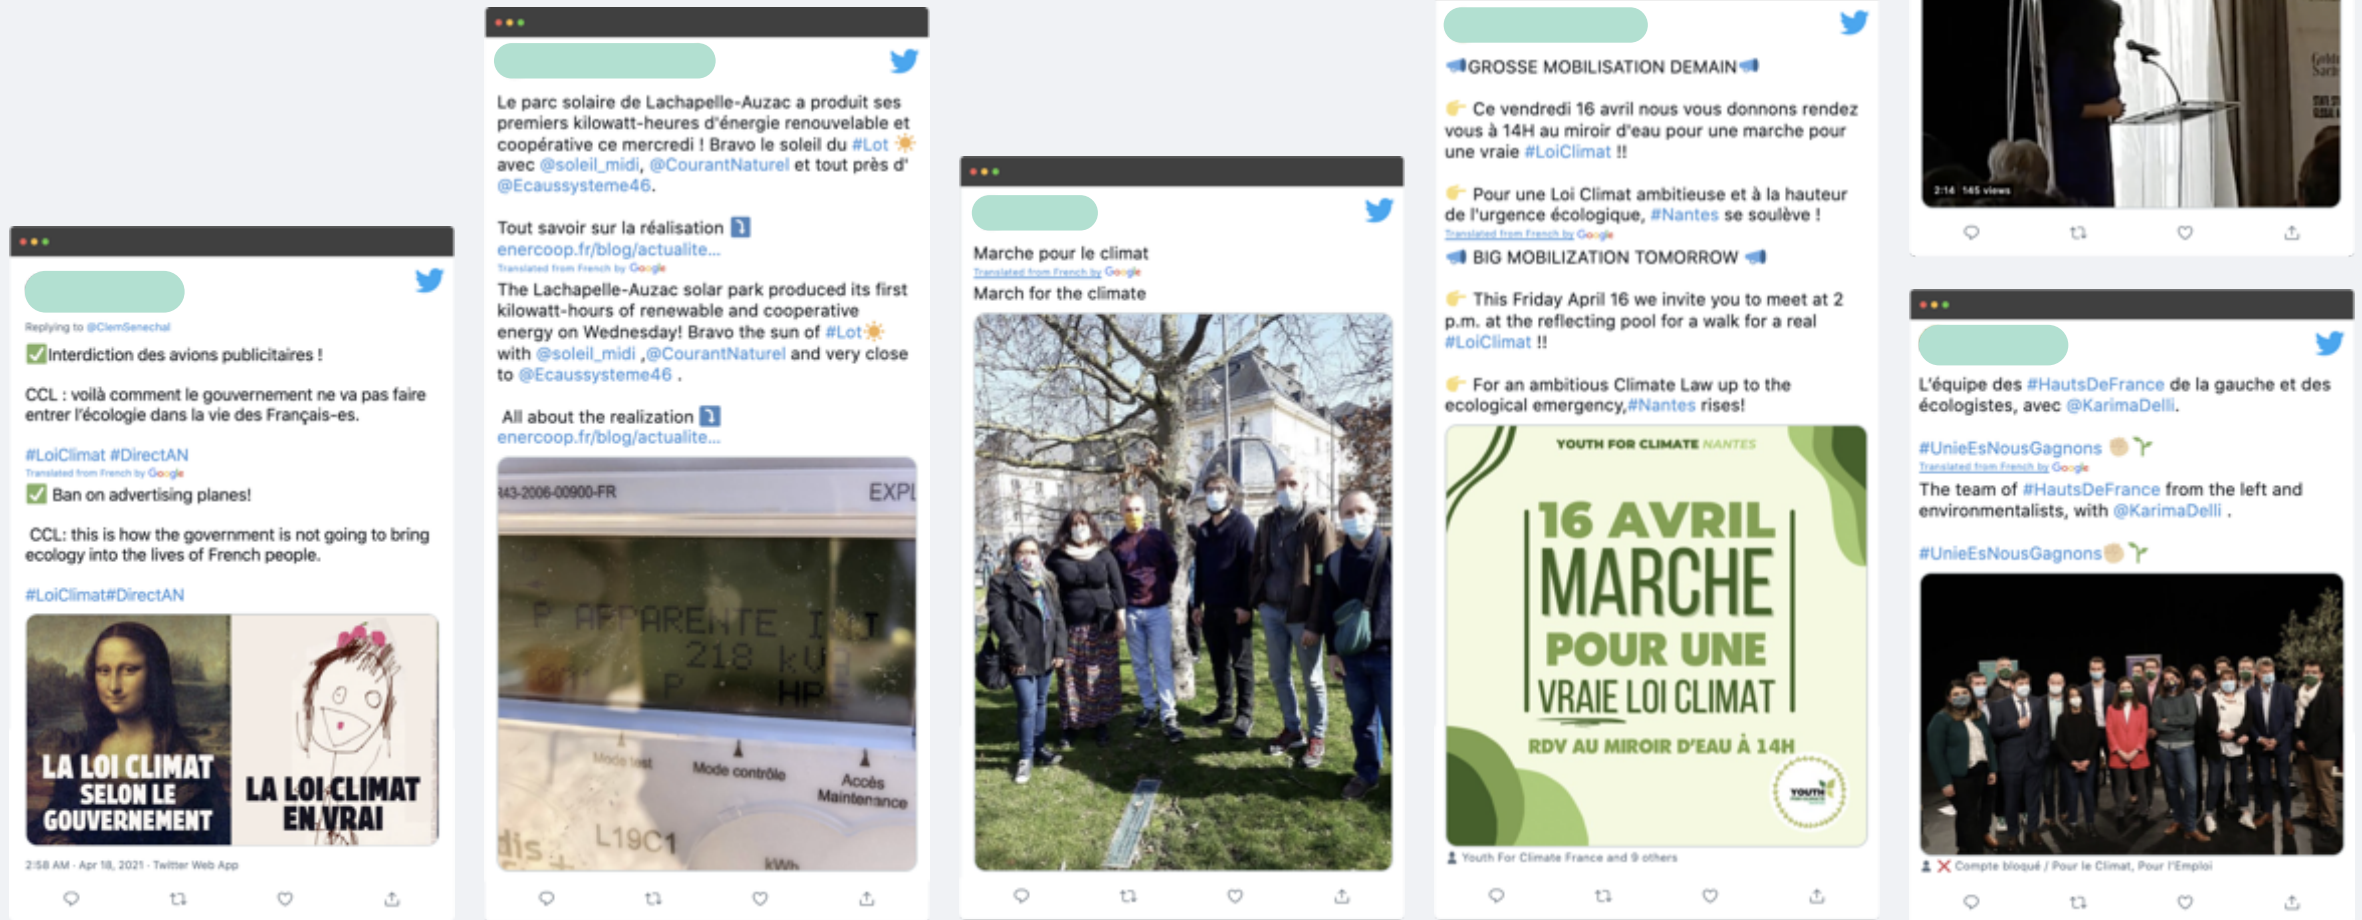 Replying to @ClemSenechal
✅Interdiction des avions publicitaires !
CCL : voilà comment le gouvernement ne va pas faire
entrer l'écologie dans la vie des Français-es.
#LoiClimat #DirectAN
Translated from French by Google
✅ Ban on advertising planes!
CCL: this is how the government is not going to bring
ecology into the lives of French people.
#LoiClimat#DirectAN
LA LOI CLIMAT
SELON LE
GOUVERNEMENT
LA LOI CLIMAT
EN VRAI
2:58 AM · Apr 18, 2021 · Twitter Web App
Le parc solaire de Lachapelle-Auzac a produit ses
premiers kilowatt-heures d'énergie renouvelable et
coopérative ce mercredi ! Bravo le soleil du #Lot ☀️
avec @soleil_midi, @CourantNaturel et tout près d'
@Ecaussysteme46.
Tout savoir sur la réalisation ⤵️
enercoop.fr/blog/actualite...
Translated from French by Google
The Lachapelle-Auzac solar park produced its first
kilowatt-hours of renewable and cooperative
energy on Wednesday! Bravo the sun of #Lot☀️
with @soleil_midi ,@CourantNaturel and very close
to @Ecaussysteme46 .
All about the realization ⤵️
enercoop.fr/blog/actualite...
R43-2006-00900-FR
EXPL
P APPARENTE
218
P
Mode test
Mode contrôle
Accès
Maintenance
L19C1
kWh
Marche pour le climat
Translated from French by Google
March for the climate
📣GROSSE MOBILISATION DEMAIN📣
👉 Ce vendredi 16 avril nous vous donnons rendez
vous à 14H au miroir d'eau pour une marche pour
une vraie #LoiClimat !!
👉 Pour une Loi Climat ambitieuse et à la hauteur
de l'urgence écologique, #Nantes se soulève !
Translated from French by Google
📣 BIG MOBILIZATION TOMORROW 📣
👉 This Friday April 16 we invite you to meet at 2
p.m. at the reflecting pool for a walk for a real
#LoiClimat !!
👉 For an ambitious Climate Law up to the
ecological emergency,#Nantes rises!
YOUTH FOR CLIMATE NANTES
16 AVRIL
MARCHE
POUR UNE
VRAIE LOI CLIMAT
RDV AU MIROIR D'EAU À 14H
YOUTH
Youth For Climate France and 9 others
2:14 145 views
L'équipe des #HautsDeFrance de la gauche et des
écologistes, avec @KarimaDelli.
#UnieEsNousGagnons ✊🏼🌱
Translated from French by Google
The team of #HautsDeFrance from the left and
environmentalists, with @KarimaDelli .
#UnieEsNousGagnons✊🏼🌱
❌ Compte bloqué / Pour le Climat, Pour l'Emploi